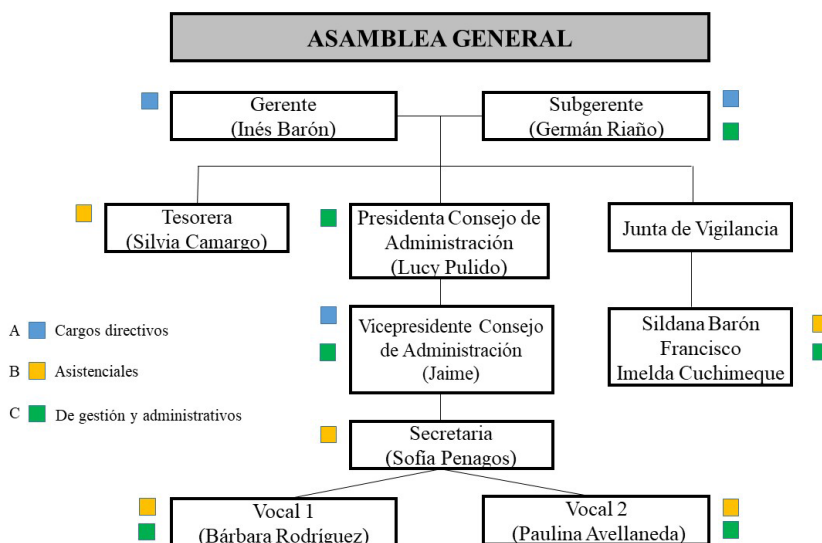 ASAMBLEA GENERAL
Gerente
(Inés Barón)
Subgerente
(Germán Riaño)
Tesorera
(Silvia Camargo)
Presidenta Consejo de
Administración
(Lucy Pulido)
Junta de Vigilancia
A Cargos directivos
B Asistenciales
C De gestión y administrativos
Vicepresidente Consejo
de Administración
(Jaime)
Sildana Barón
Francisco
Imelda Cuchimeque
Secretaria
(Sofía Penagos)
Vocal 1
(Bárbara Rodríguez)
Vocal 2
(Paulina Avellaneda)